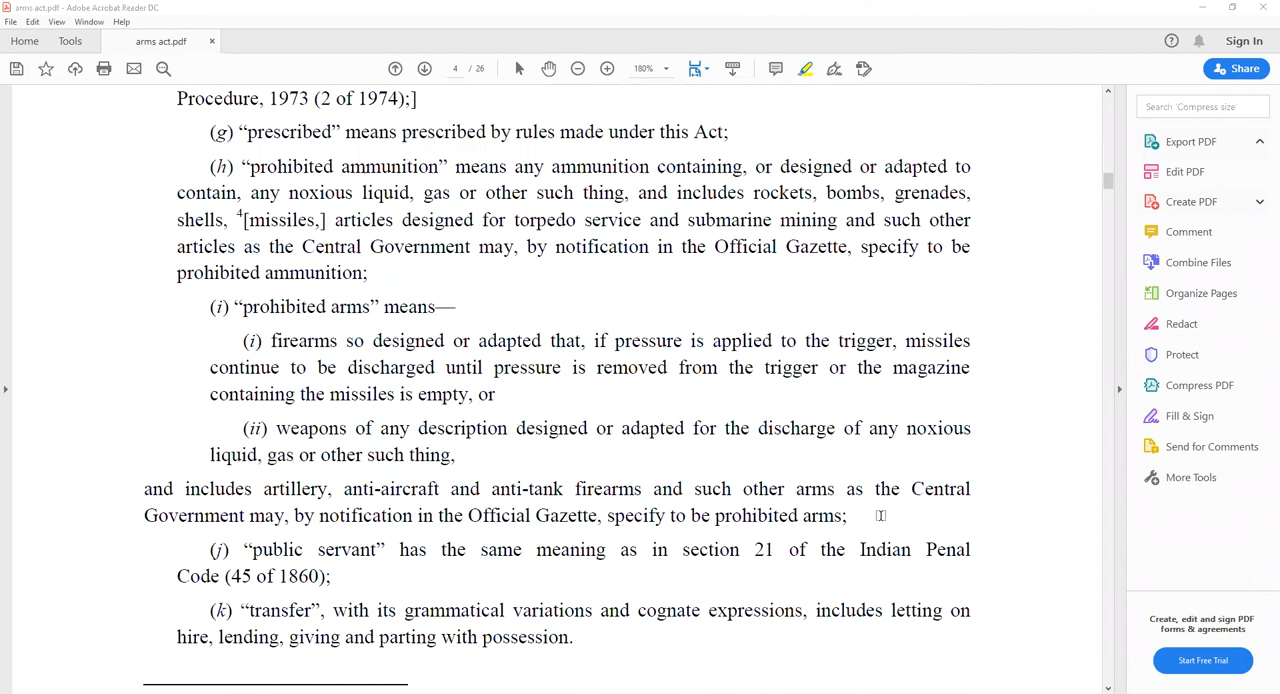 arms act.pdf - Adobe Acrobat Reader DC
File Edit View Window Help
Home Tools arms act.pdf × Sign In
4 / 26 180% Share
Procedure, 1973 (2 of 1974);]
(g) “prescribed” means prescribed by rules made under this Act;
(h) “prohibited ammunition” means any ammunition containing, or designed or adapted to
contain, any noxious liquid, gas or other such thing, and includes rockets, bombs, grenades,
shells, 4[missiles,] articles designed for torpedo service and submarine mining and such other
articles as the Central Government may, by notification in the Official Gazette, specify to be
prohibited ammunition;
(i) “prohibited arms” means—
(i) firearms so designed or adapted that, if pressure is applied to the trigger, missiles
continue to be discharged until pressure is removed from the trigger or the magazine
containing the missiles is empty, or
(ii) weapons of any description designed or adapted for the discharge of any noxious
liquid, gas or other such thing,
and includes artillery, anti-aircraft and anti-tank firearms and such other arms as the Central
Government may, by notification in the Official Gazette, specify to be prohibited arms;
(j) “public servant” has the same meaning as in section 21 of the Indian Penal
Code (45 of 1860);
(k) “transfer”, with its grammatical variations and cognate expressions, includes letting on
hire, lending, giving and parting with possession.
Search 'Compress size'
Export PDF
Edit PDF
Create PDF
Comment
Combine Files
Organize Pages
Redact
Protect
Compress PDF
Fill & Sign
Send for Comments
More Tools
Create, edit and sign PDF
forms & agreements
Start Free Trial